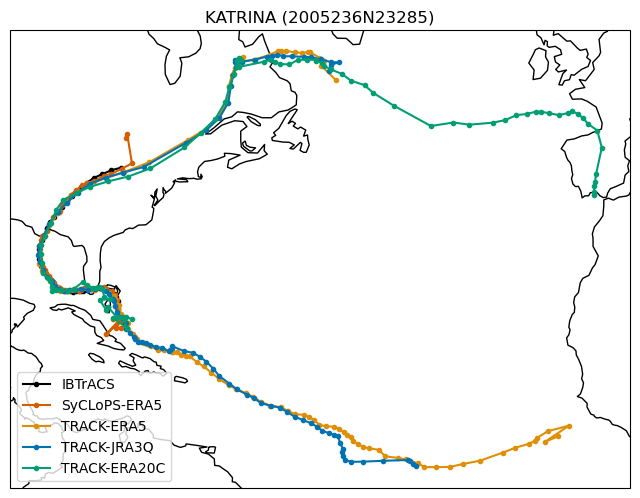 KATRINA (2005236N23285)
IBTrACS
SyCLoPS-ERA5
TRACK-ERA5
TRACK-JRA3Q
TRACK-ERA20C